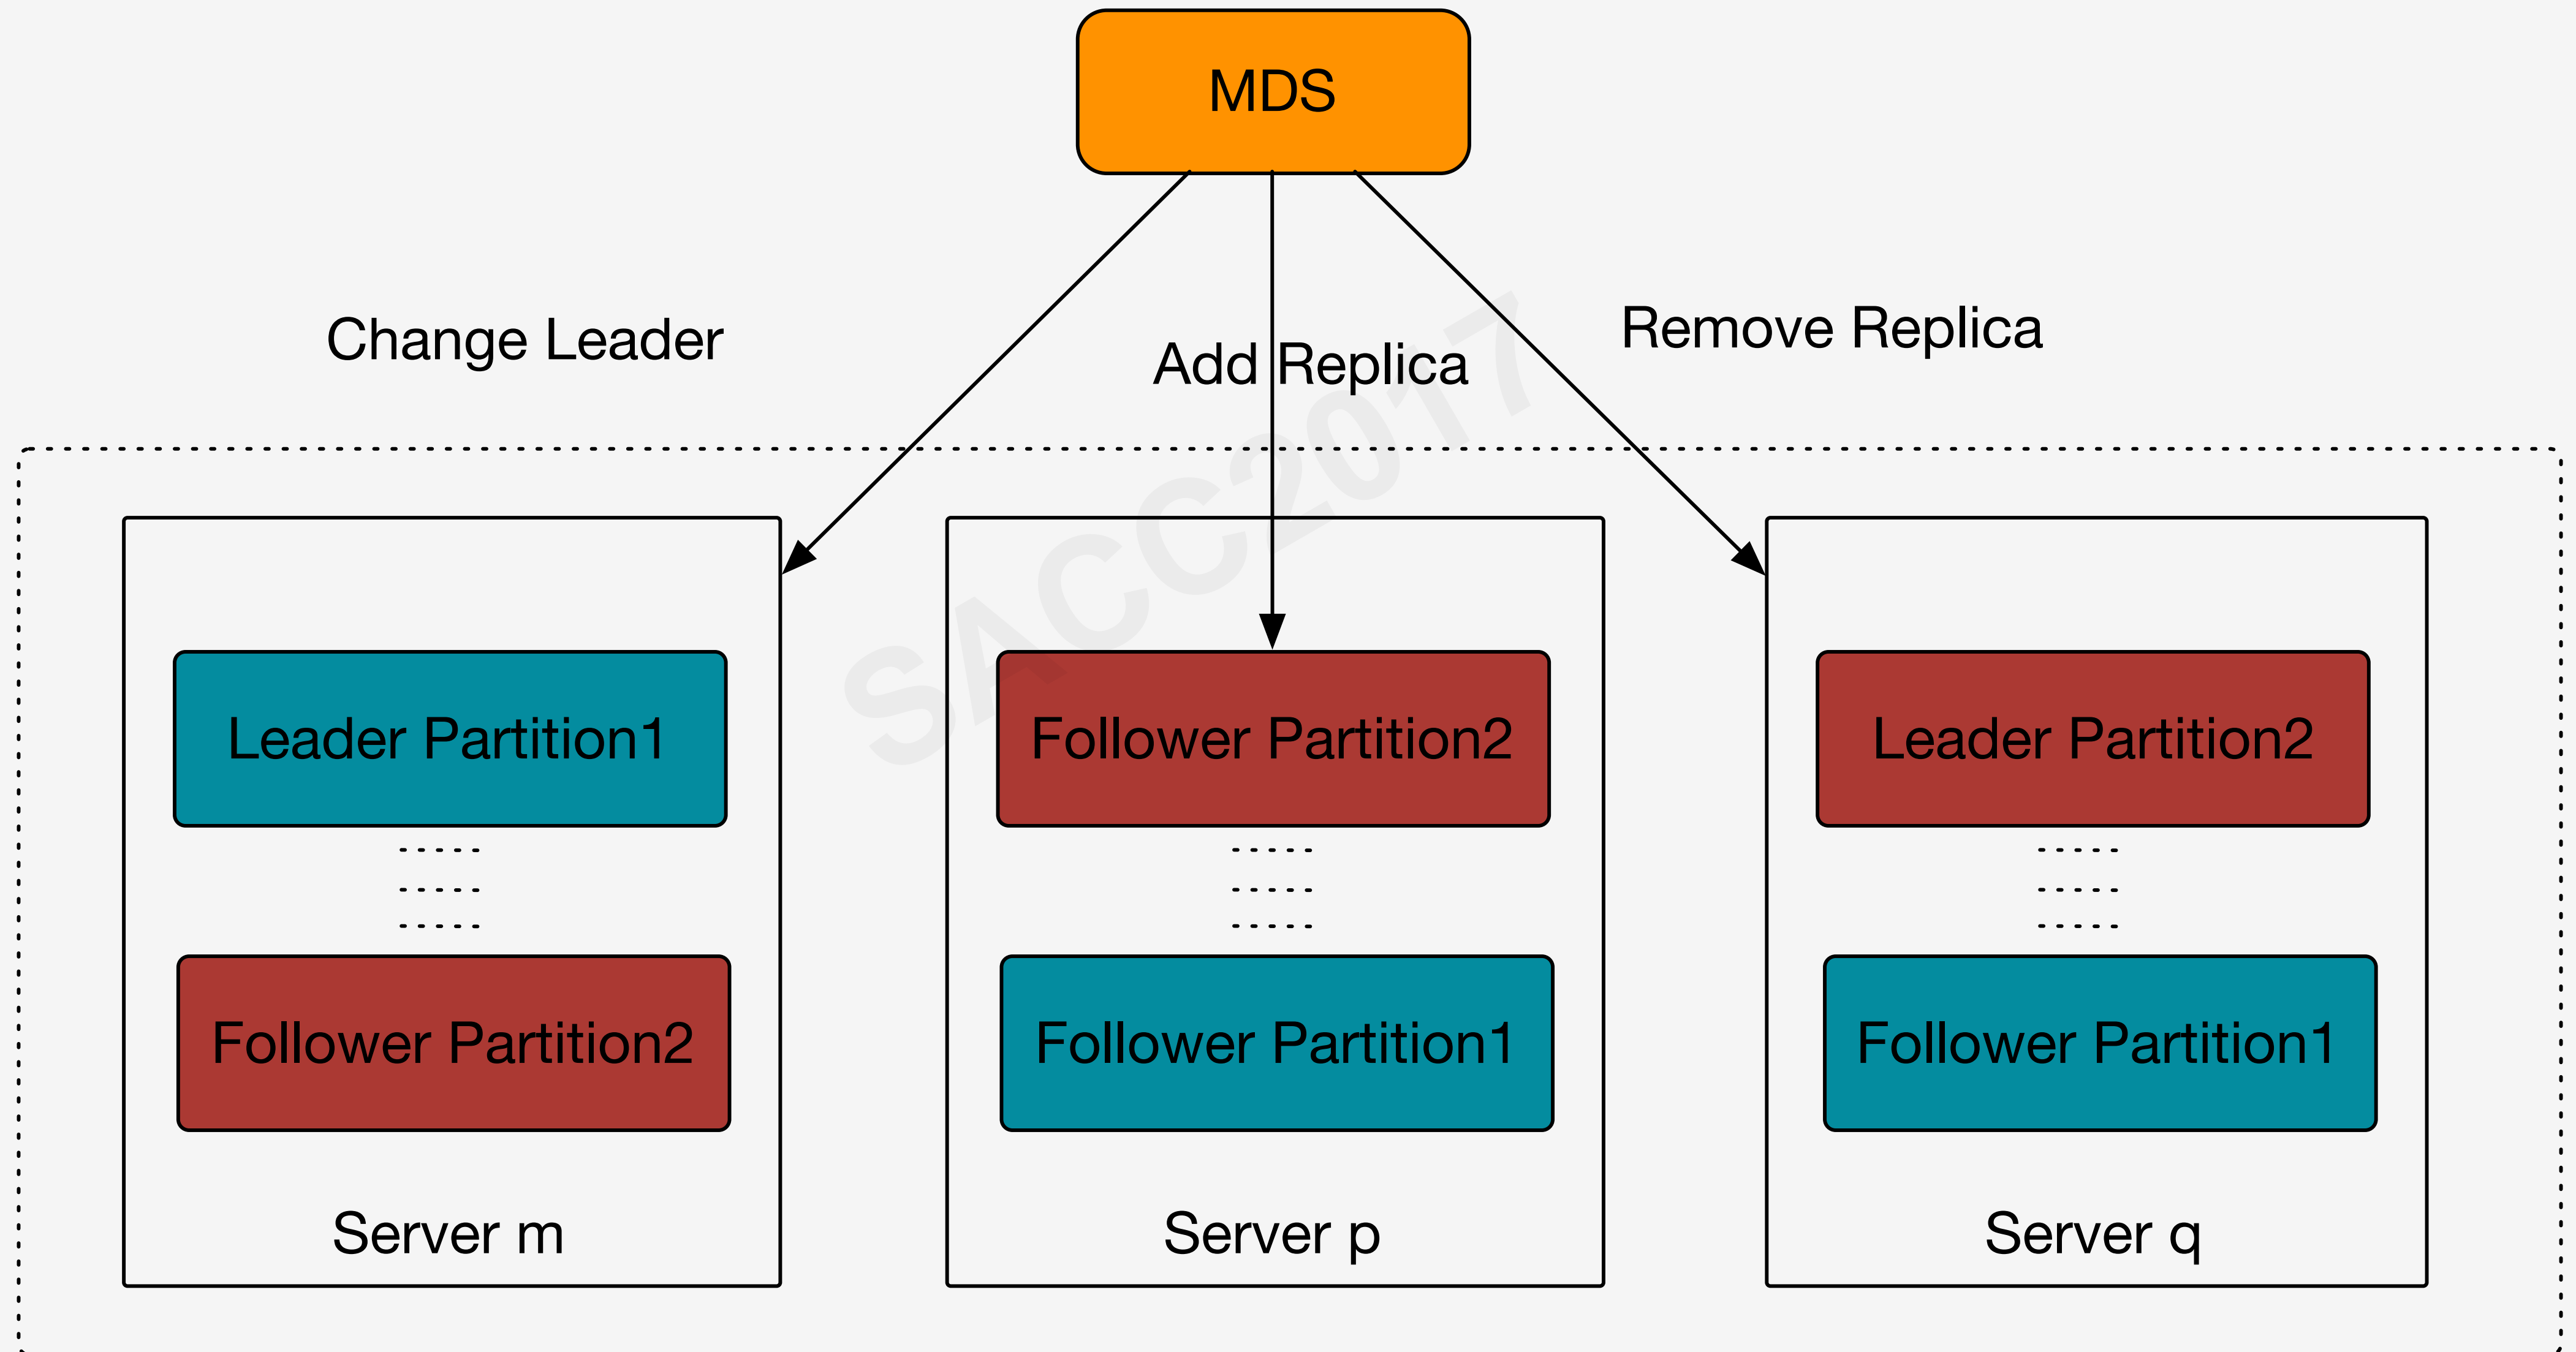 MDS
Change Leader
Add Replica
Remove Replica
SACC2017
Leader Partition1
Follower Partition2
Leader Partition2
Follower Partition2
Follower Partition1
Follower Partition1
Server m
Server p
Server q